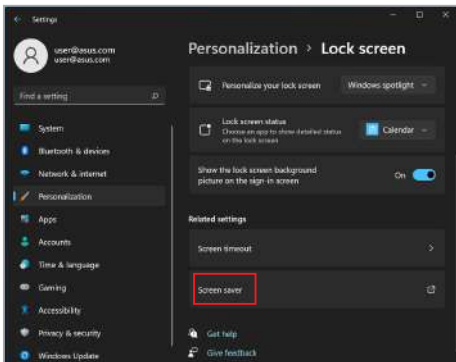 Settings
user@asus.com
user@asus.com
Find a setting
System
Bluetooth & devices
Network & internet
Personalization
Apps
Accounts
Time & language
Gaming
Accessibility
Privacy & security
Windows Update
Personalization › Lock screen
Personalize your lock screen
Windows spotlight
Lock screen status
Choose an app to show detailed status
on the lock screen
Calendar
Show the lock screen background
picture on the sign-in screen
On
Related settings
Screen timeout
Screen saver
Get help
Give feedback